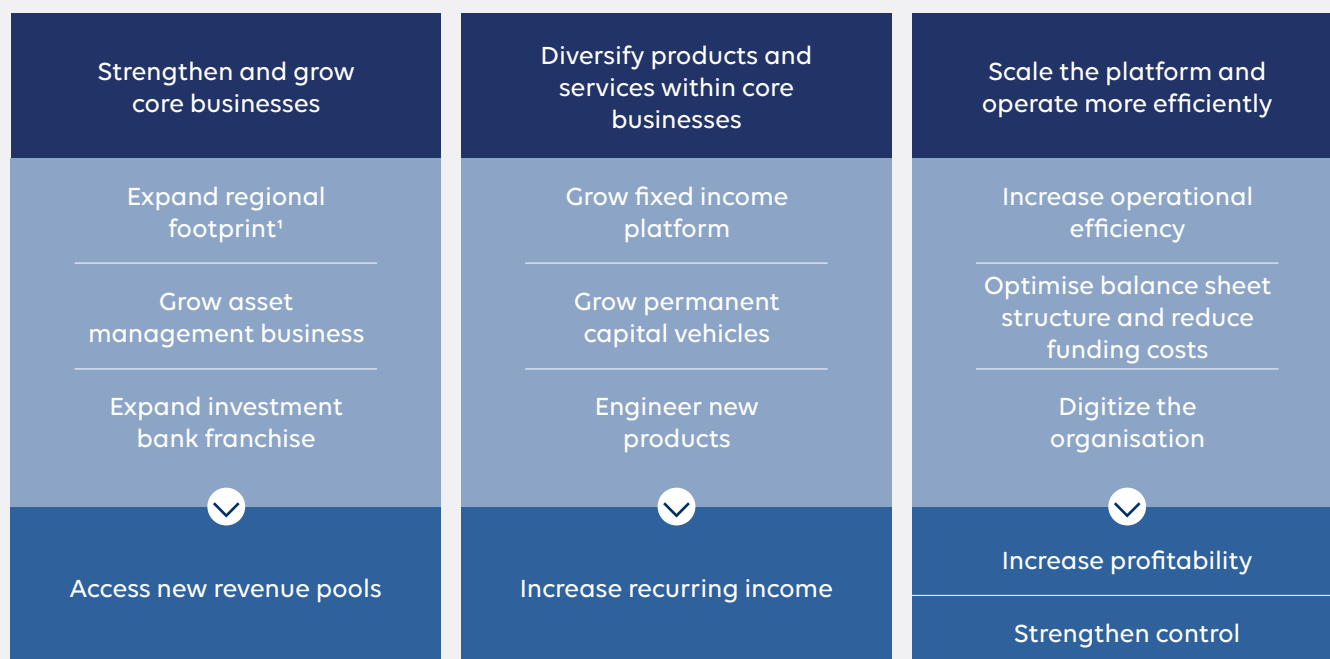 Strengthen and grow
core businesses
Expand regional
footprint¹
Grow asset
management business
Expand investment
bank franchise
Access new revenue pools
Diversify products and
services within core
businesses
Grow fixed income
platform
Grow permanent
capital vehicles
Engineer new
products
Increase recurring income
Scale the platform and
operate more efficiently
Increase operational
efficiency
Optimise balance sheet
structure and reduce
funding costs
Digitize the
organisation
Increase profitability
Strengthen control